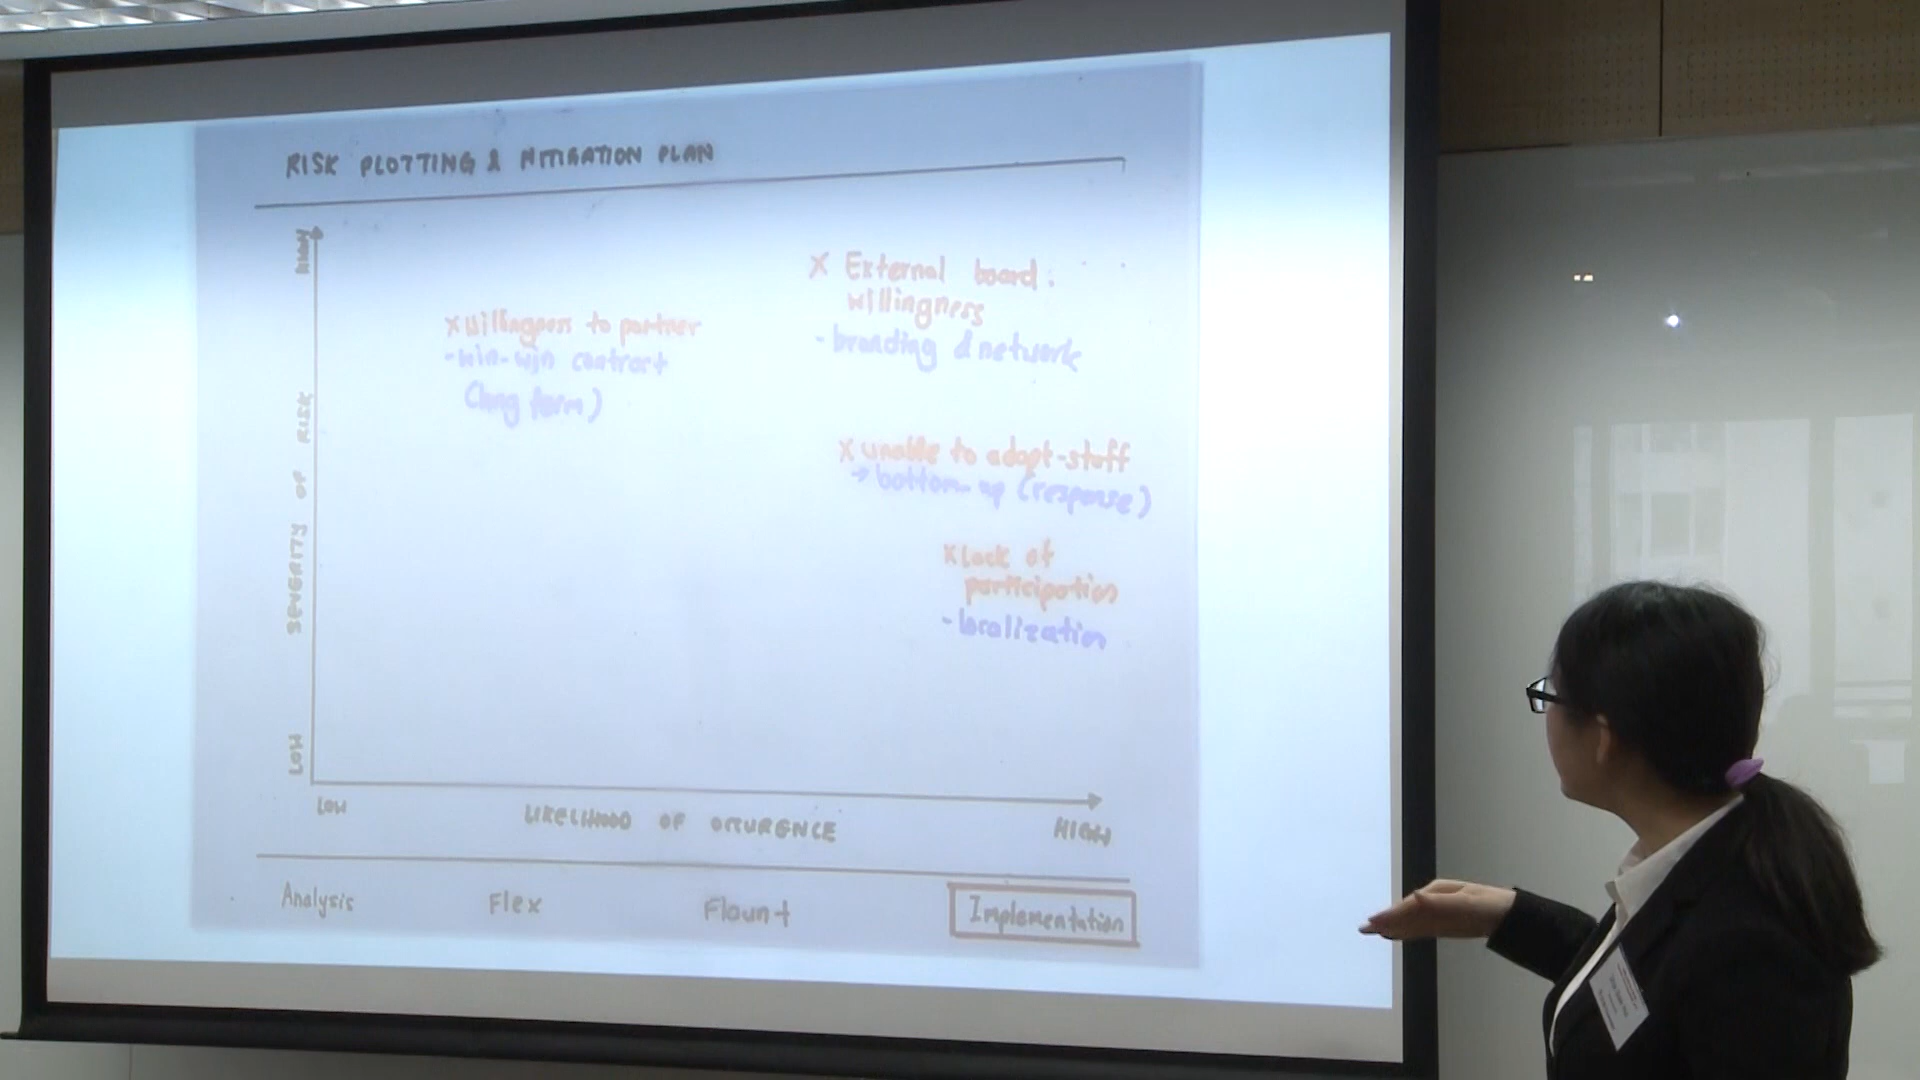 RISK PLOTTING & MITIGATION PLAN
HIGH
SEVERITY OF RISK
LOW
X Willingness to partner
- win-win contract
(long term)
X External board:
willingness
- branding & network
X unable to adapt-staff
→ bottom-up (response)
X Lack of
participation
- localization
LOW
LIKELIHOOD OF OCCURGNCE
HIGH
Analysis
Flex
Flaunt
Implementation